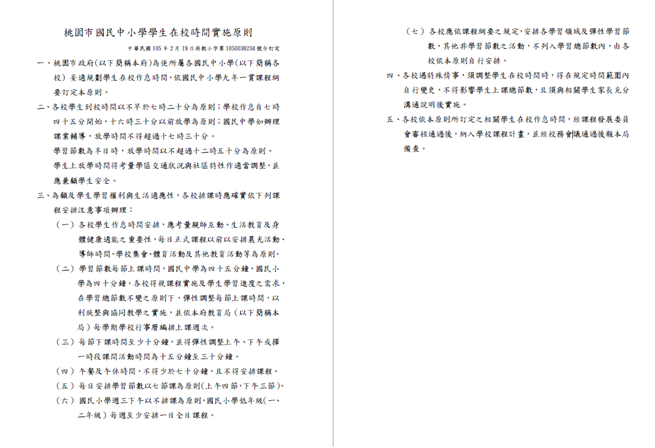 桃園市國民中小學學生在校時間實施原則
中華民國 105 年 2 月 19 日府教小字第 1050038234 號令訂定
一、桃園市政府(以下簡稱本府)為使所屬各國民中小學(以下簡稱各
校)妥適規劃學生在校作息時間,依國民中小學九年一貫課程綱
要訂定本原則。
二、各校學生到校時間以不早於七時二十分為原則;學校作息自七時
四十五分開始,十六時三十分以前放學為原則;國民中學如辦理
課業輔導,放學時間不得超過十七時三十分。
學習節數為半日時,放學時間以不超過十二時五十分為原則。
學生上放學時間得考量學區交通狀況與社區特性作適當調整,並
應兼顧學生安全。
三、為顧及學生學習權利與生活適應性,各校排課時應確實依下列課
程安排注意事項辦理:
(一)各校學生作息時間安排,應考量親師互動、生活教育及身
體健康適能之重要性,每日正式課程以前以安排晨光活動、
導師時間、學校集會、體育活動及其他教育活動等為原則。
(二)學習節數每節上課時間,國民中學為四十五分鐘,國民小
學為四十分鐘,各校得視課程實施及學生學習進度之需求,
在學習總節數不變之原則下,彈性調整每節上課時間,以
利統整與協同教學之實施,並依本府教育局(以下簡稱本
局)每學期學校行事曆編排上課週次。
(三)每節下課時間至少十分鐘,並得彈性調整上午、下午或擇
一時段課間活動時間為十五分鐘至三十分鐘。
(四)午餐及午休時間,不得少於七十分鐘,且不得安排課程。
(五)每日安排學習節數以七節課為原則(上午四節,下午三節)。
(六)國民小學週三下午以不排課為原則,國民小學低年級(一、
二年級)每週至少安排一日全日課程。
(七)各校應依課程綱要之規定,安排各學習領域及彈性學習節
數,其他非學習節數之活動,不列入學習總節數內,由各
校依本原則自行安排。
四、各校遇特殊情事,須調整學生在校時間時,得在規定時間範圍內
自行變更,不得影響學生上課總節數,且須與相關學生家長充分
溝通說明後實施。
五、各校依本原則所訂定之相關學生在校作息時間,經課程發展委員
會審核通過後,納入學校課程計畫,並經校務會議通過後報本局
備查。